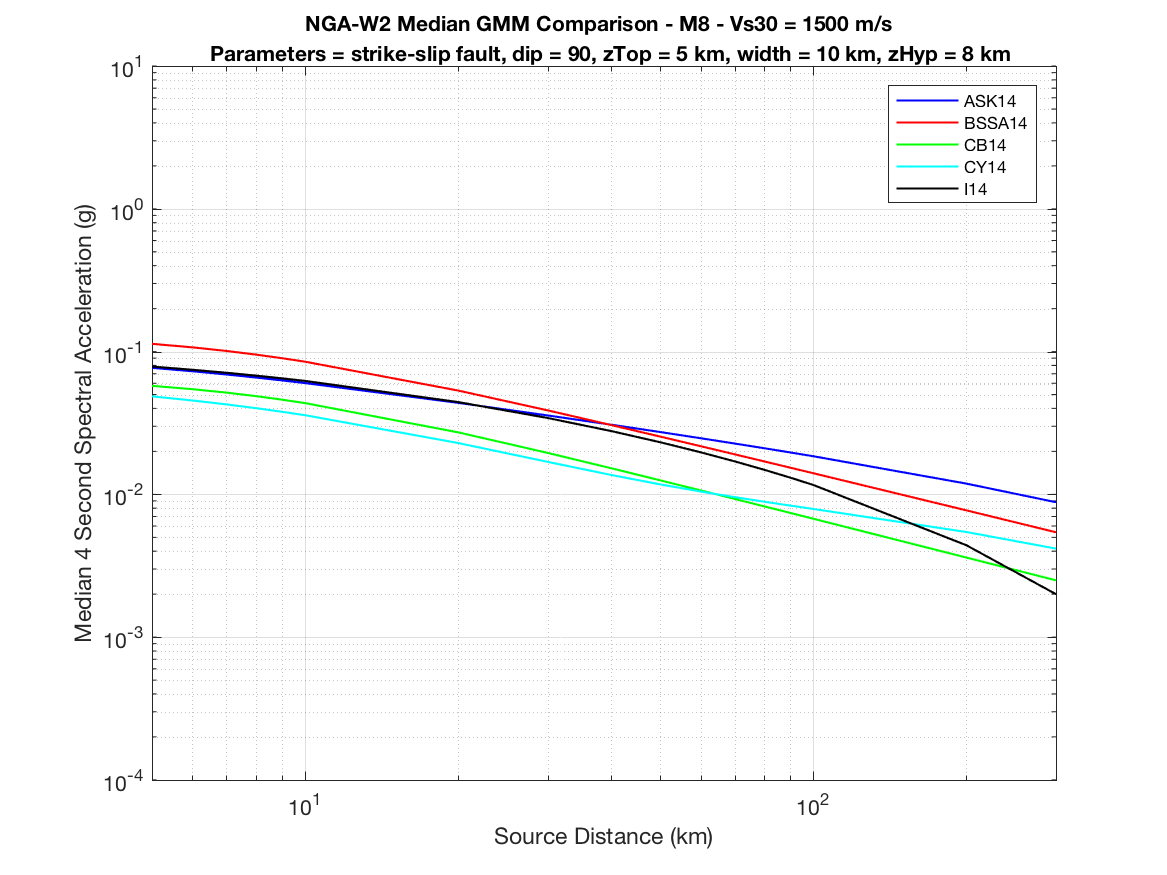 NGA-W2 Median GMM Comparison - M8 - Vs30 = 1500 m/s
Parameters = strike-slip fault, dip = 90, zTop = 5 km, width = 10 km, zHyp = 8 km
ASK14
BSSA14
CB14
CY14
I14
Median 4 Second Spectral Acceleration (g)
10^1
10^0
10^-1
10^-2
10^-3
10^-4
10^1
10^2
Source Distance (km)